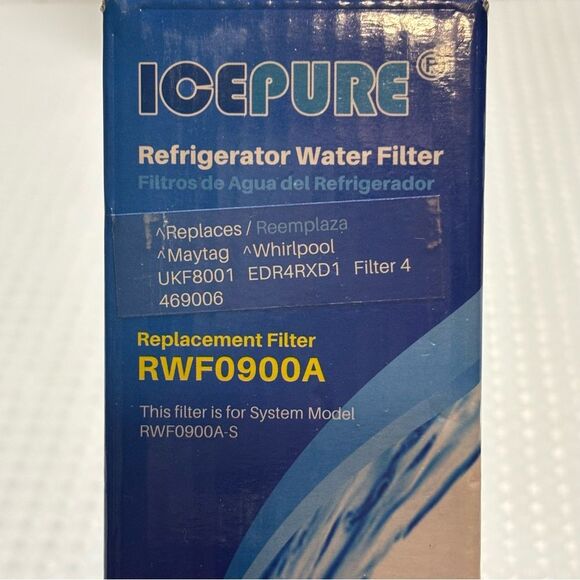 ICEPURE®
Refrigerator Water Filter
Filtros de Agua del Refrigerador
^Replaces / Reemplaza
^Maytag ^Whirlpool
UKF8001 EDR4RXD1 Filter 4
469006
Replacement Filter
RWF0900A
This filter is for System Model
RWF0900A-S